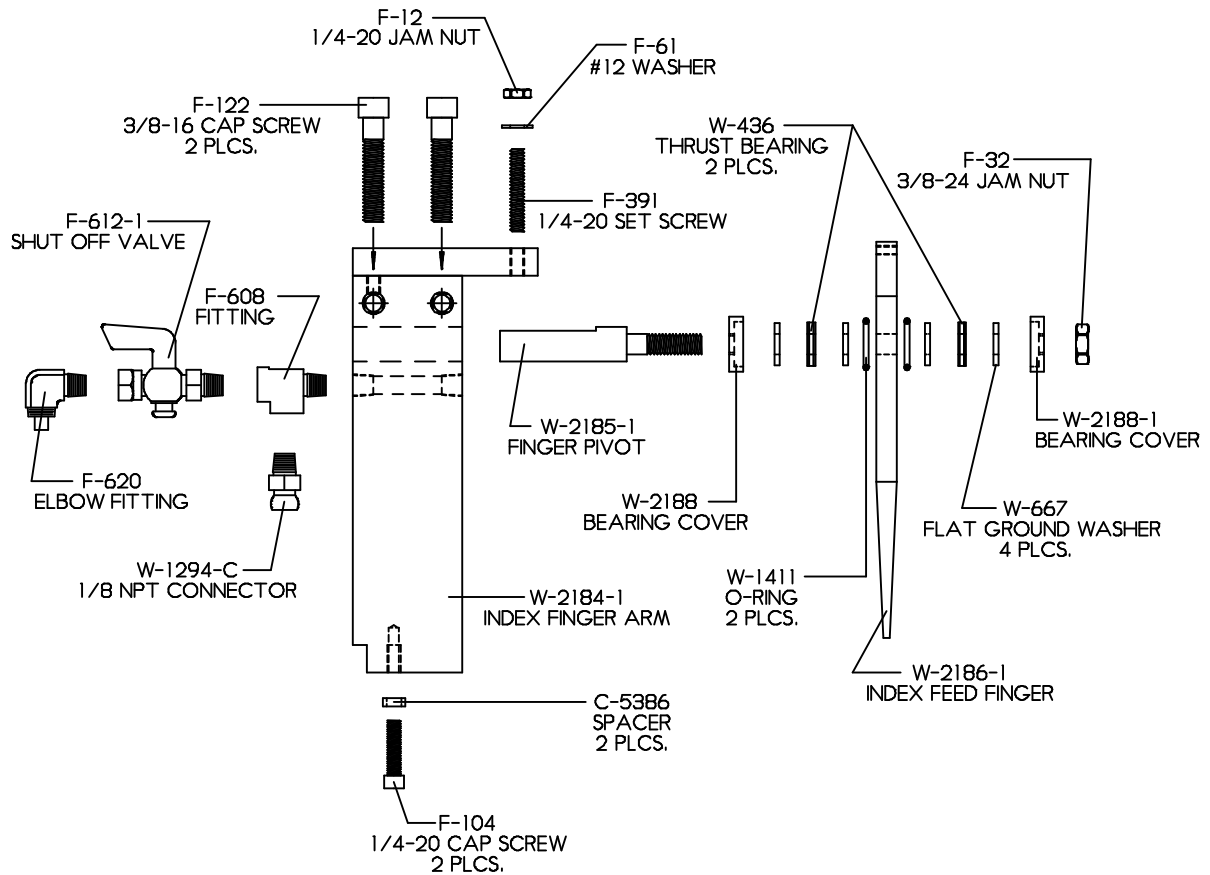 F-12
1/4-20 JAM NUT
F-61
#12 WASHER
F-122
3/8-16 CAP SCREW
2 PLCS.
W-436
THRUST BEARING
2 PLCS.
F-32
3/8-24 JAM NUT
F-391
1/4-20 SET SCREW
F-612-1
SHUT OFF VALVE
F-608
FITTING
W-2185-1
FINGER PIVOT
W-2188-1
BEARING COVER
F-620
ELBOW FITTING
W-2188
BEARING COVER
W-667
FLAT GROUND WASHER
4 PLCS.
W-1294-C
1/8 NPT CONNECTOR
W-2184-1
INDEX FINGER ARM
W-1411
O-RING
2 PLCS.
W-2186-1
INDEX FEED FINGER
C-5386
SPACER
2 PLCS.
F-104
1/4-20 CAP SCREW
2 PLCS.